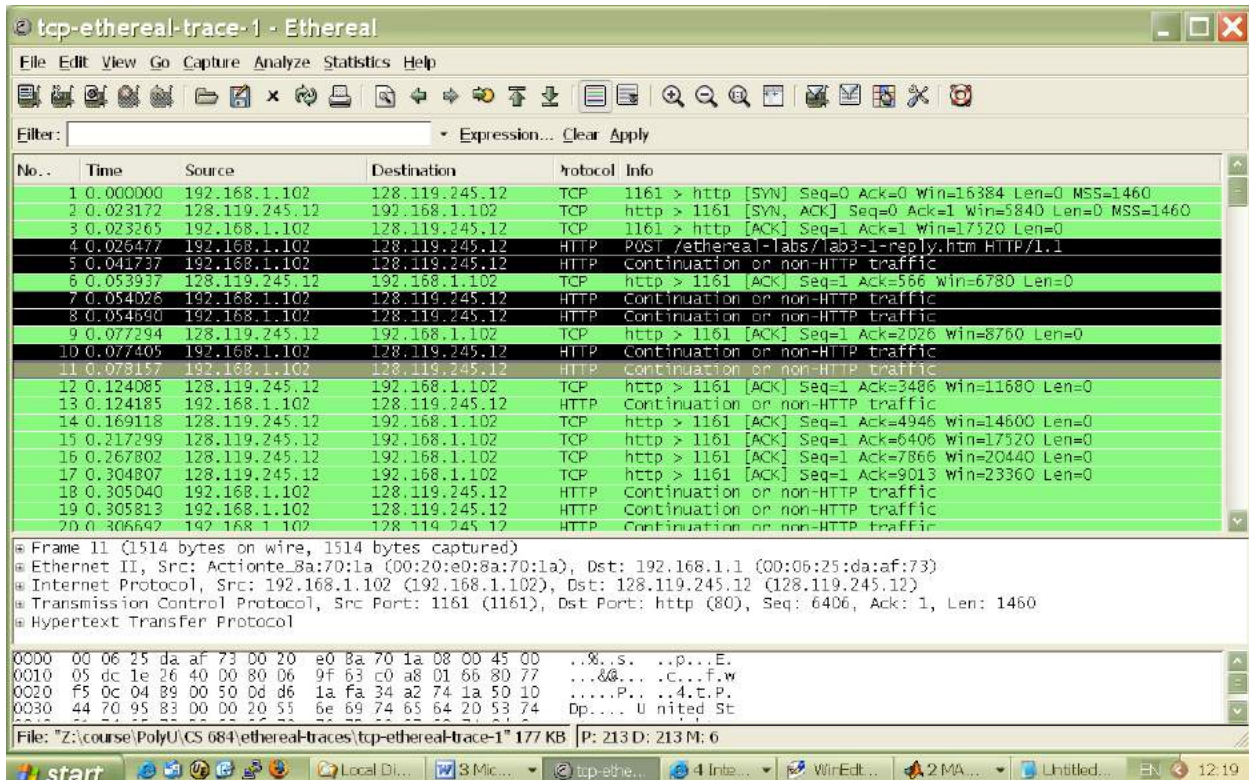 tcp-ethereal-trace-1 - Ethereal
File Edit View Go Capture Analyze Statistics Help
Filter: Expression... Clear Apply
No. . Time Source Destination Protocol Info
1 0.000000 192.168.1.102 128.119.245.12 TCP 1161 > http [SYN] Seq=0 Ack=0 Win=16384 Len=0 MSS=1460
2 0.023172 128.119.245.12 192.168.1.102 TCP http > 1161 [SYN, ACK] Seq=0 Ack=1 Win=5840 Len=0 MSS=1460
3 0.023265 192.168.1.102 128.119.245.12 TCP 1161 > http [ACK] Seq=1 Ack=1 Win=17520 Len=0
4 0.026477 192.168.1.102 128.119.245.12 HTTP POST /ethereal-labs/lab3-1-reply.htm HTTP/1.1
5 0.041737 192.168.1.102 128.119.245.12 HTTP Continuation or non-HTTP traffic
6 0.053937 128.119.245.12 192.168.1.102 TCP http > 1161 [ACK] Seq=1 Ack=566 Win=6780 Len=0
7 0.054026 192.168.1.102 128.119.245.12 HTTP Continuation or non-HTTP traffic
8 0.054690 192.168.1.102 128.119.245.12 HTTP Continuation or non-HTTP traffic
9 0.077294 128.119.245.12 192.168.1.102 TCP http > 1161 [ACK] Seq=1 Ack=2026 Win=8760 Len=0
10 0.077405 192.168.1.102 128.119.245.12 HTTP Continuation or non-HTTP traffic
11 0.078157 192.168.1.102 128.119.245.12 HTTP Continuation or non-HTTP traffic
12 0.124085 128.119.245.12 192.168.1.102 TCP http > 1161 [ACK] Seq=1 Ack=3486 Win=11680 Len=0
13 0.124185 192.168.1.102 128.119.245.12 HTTP Continuation or non-HTTP traffic
14 0.169118 128.119.245.12 192.168.1.102 TCP http > 1161 [ACK] Seq=1 Ack=4946 Win=14600 Len=0
15 0.217299 128.119.245.12 192.168.1.102 TCP http > 1161 [ACK] Seq=1 Ack=6406 Win=17520 Len=0
16 0.267802 128.119.245.12 192.168.1.102 TCP http > 1161 [ACK] Seq=1 Ack=7866 Win=20440 Len=0
17 0.304807 128.119.245.12 192.168.1.102 TCP http > 1161 [ACK] Seq=1 Ack=9013 Win=23360 Len=0
18 0.305040 192.168.1.102 128.119.245.12 HTTP Continuation or non-HTTP traffic
19 0.305813 192.168.1.102 128.119.245.12 HTTP Continuation or non-HTTP traffic
20 0.306692 192.168.1.102 128.119.245.12 HTTP Continuation or non-HTTP traffic
Frame 11 (1514 bytes on wire, 1514 bytes captured)
Ethernet II, Src: Actionte_8a:70:1a (00:20:e0:8a:70:1a), Dst: 192.168.1.1 (00:06:25:da:af:73)
Internet Protocol, Src: 192.168.1.102 (192.168.1.102), Dst: 128.119.245.12 (128.119.245.12)
Transmission Control Protocol, Src Port: 1161 (1161), Dst Port: http (80), Seq: 6406, Ack: 1, Len: 1460
Hypertext Transfer Protocol
0000 00 06 25 da af 73 00 20 e0 8a 70 1a 08 00 45 00 ..%..s. ..p...E.
0010 05 dc 1e 26 40 00 80 06 9f 63 c0 a8 01 66 80 77 ...&@... .c...f.w
0020 f5 0c 04 89 00 50 0d d6 1a fa 34 a2 74 1a 50 10 .....P.. ..4.t.P.
0030 44 70 95 83 00 00 20 55 6e 69 74 65 64 20 53 74 Dp.... U nited St
File: "Z:\course\PolyU\CS 684\ethereal-traces\tcp-ethereal-trace-1" 177 KB P: 213 D: 213 M: 6
start Local Di... 3 Mic... tcp-ethe... 4 Inte... WinEdt... 2 MA... Untitled... EN 12:19